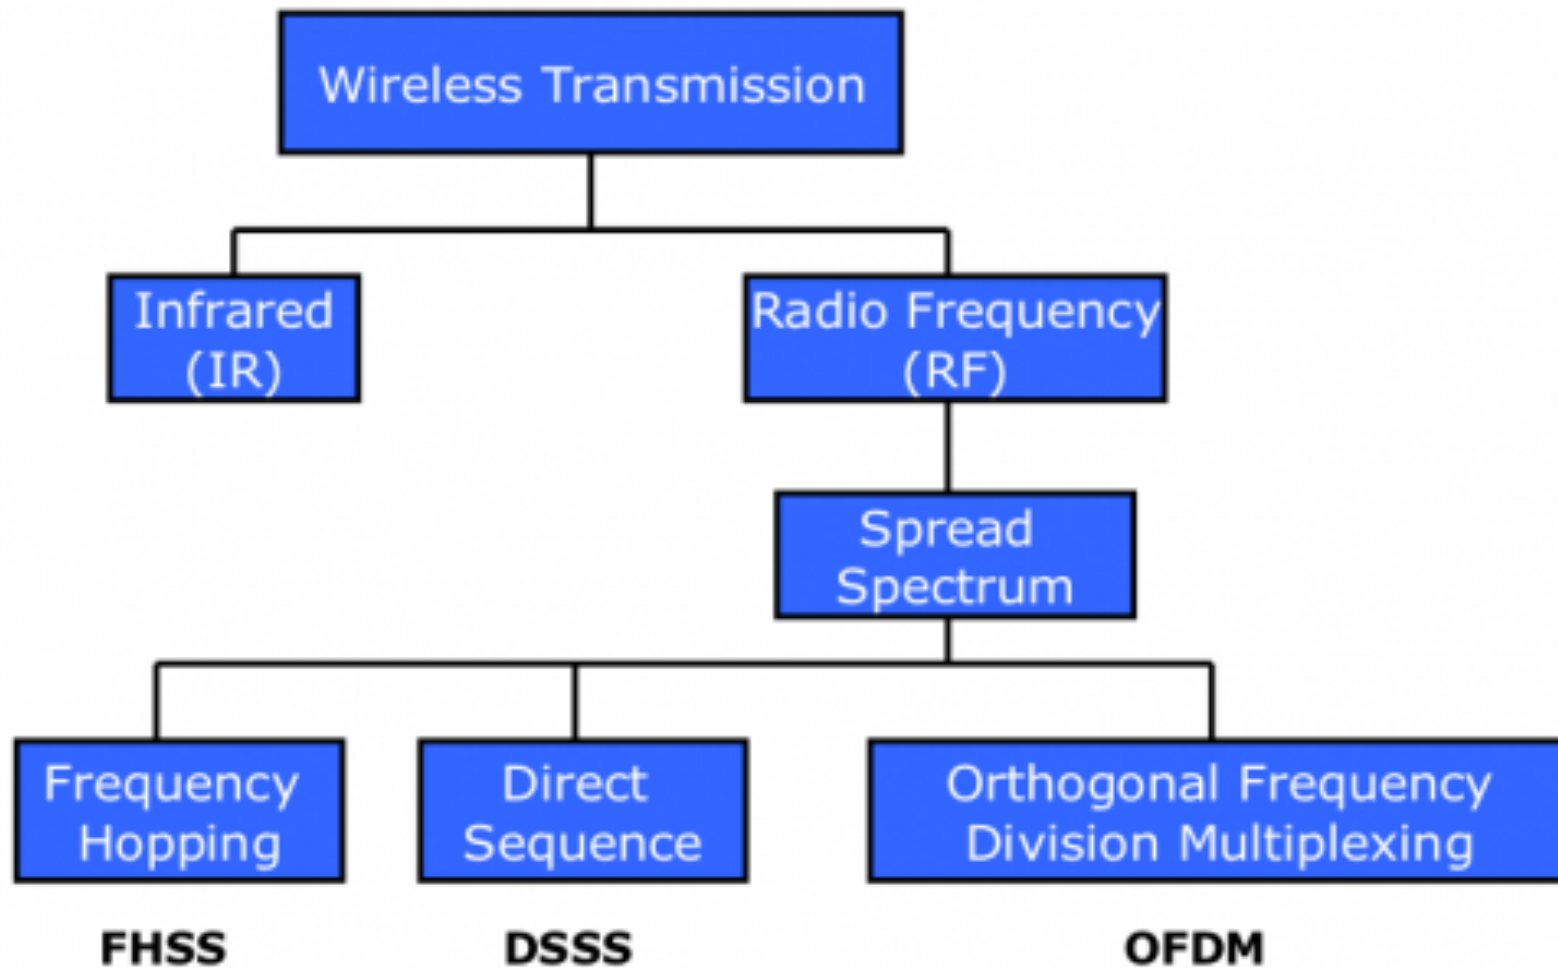 Wireless Transmission
Infrared
(IR)
Radio Frequency
(RF)
Spread
Spectrum
Frequency
Hopping
Direct
Sequence
Orthogonal Frequency
Division Multiplexing
FHSS
DSSS
OFDM